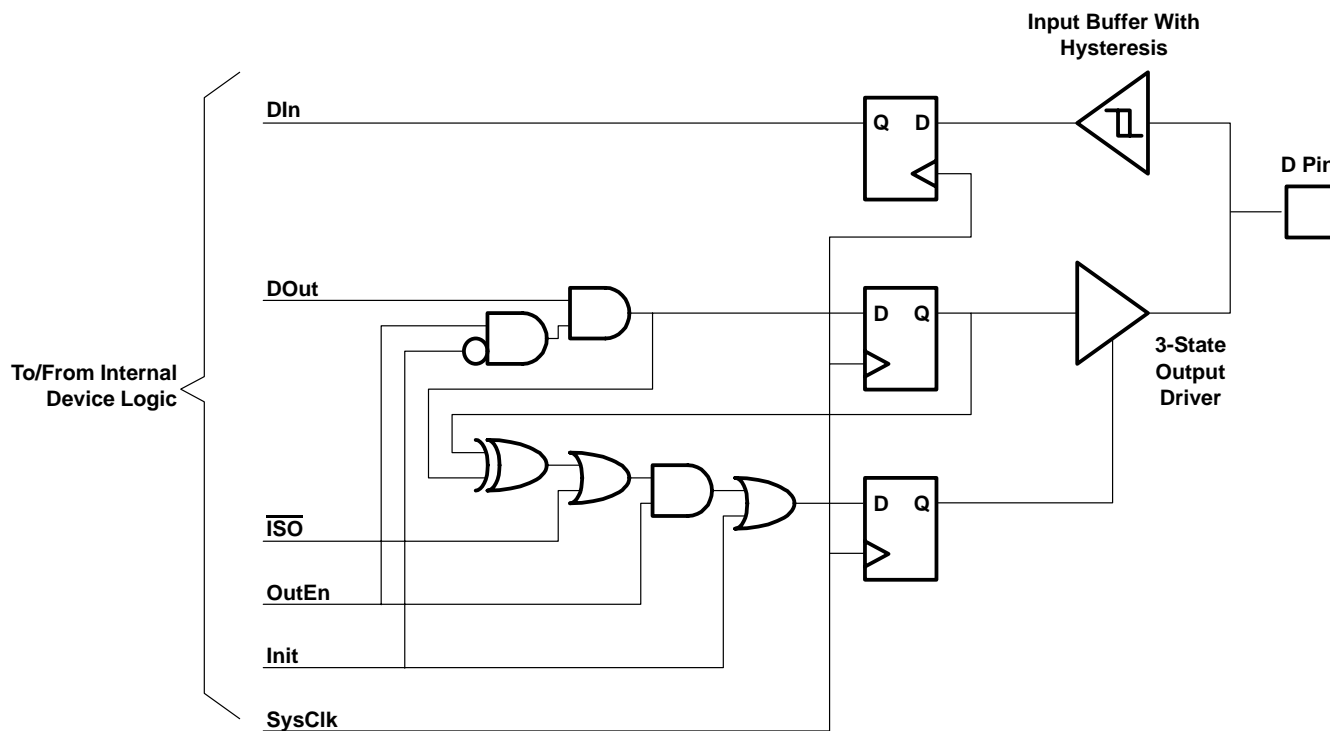 Input Buffer With
Hysteresis
DIn
Q D
D Pin
DOut
D Q
3-State
Output
Driver
To/From Internal
Device Logic
D Q
ISO
OutEn
Init
SysClk